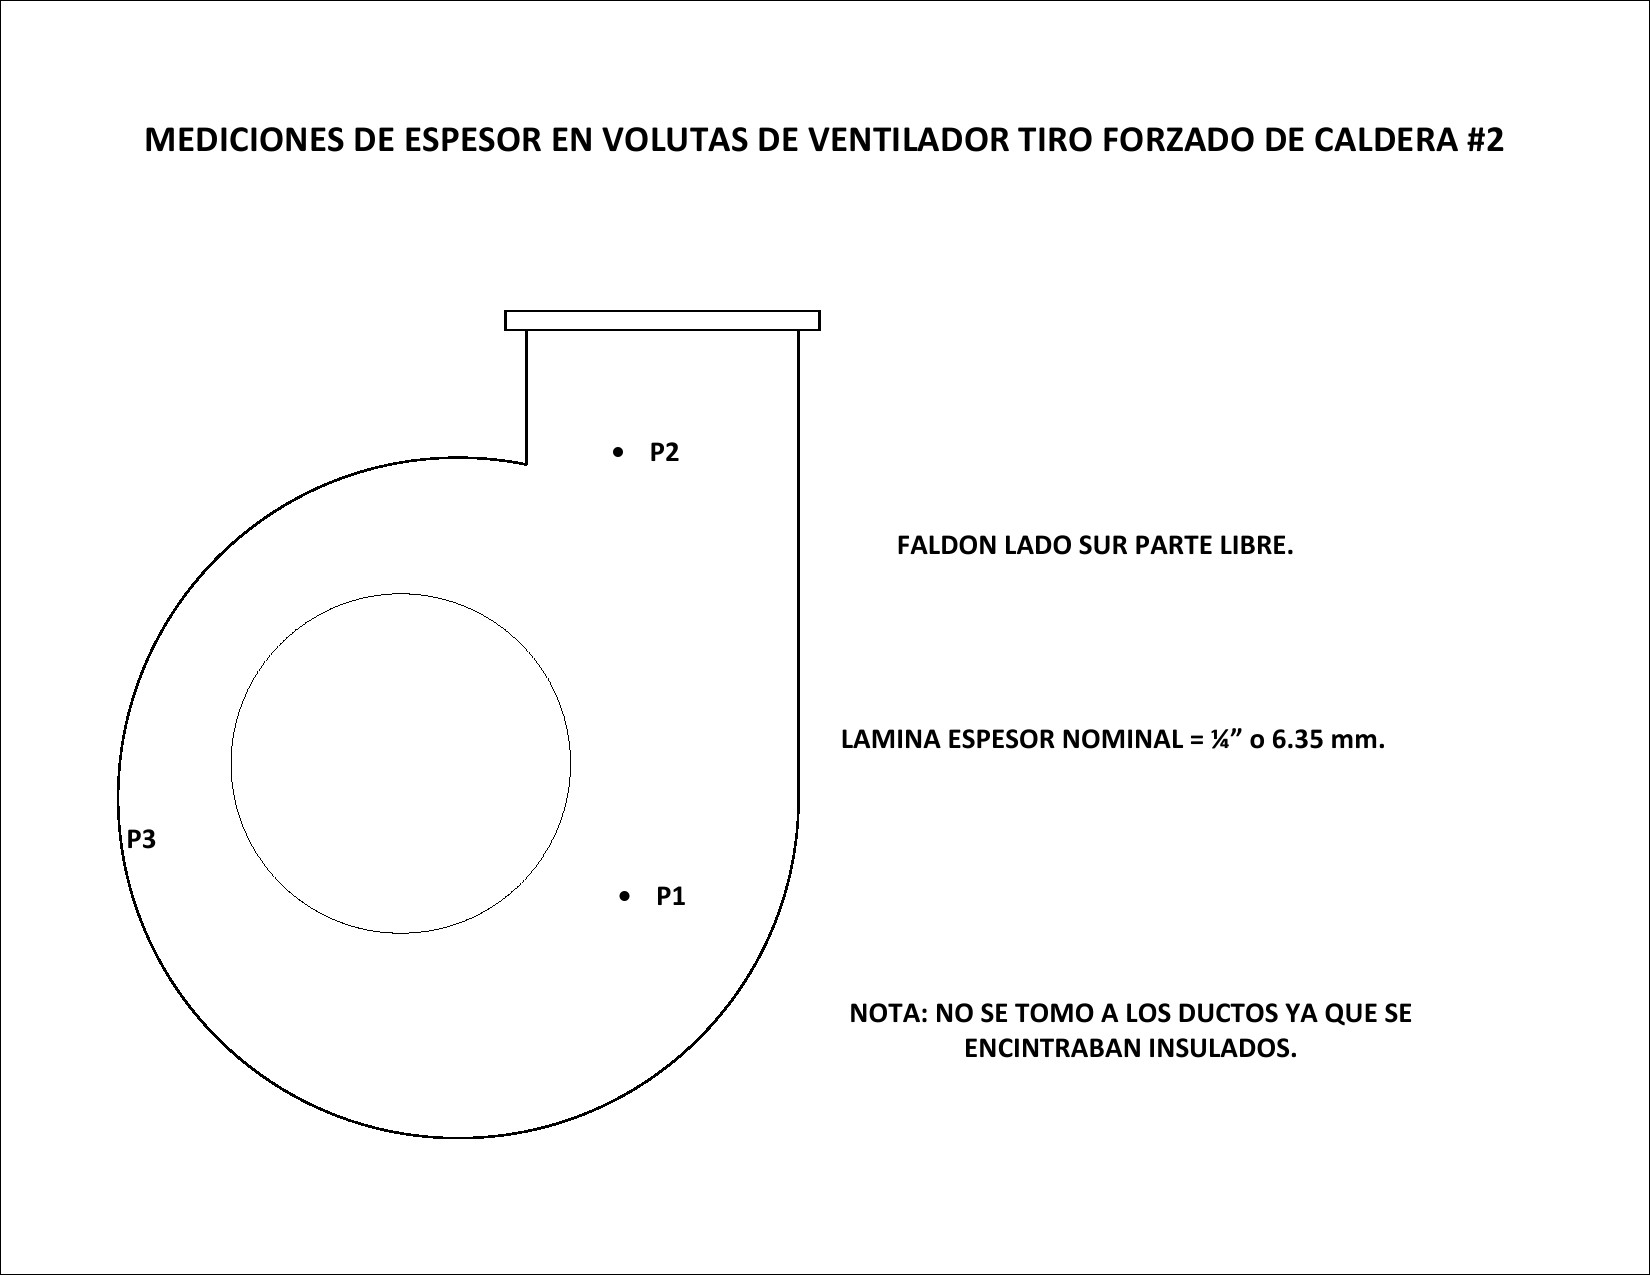 MEDICIONES DE ESPESOR EN VOLUTAS DE VENTILADOR TIRO FORZADO DE CALDERA #2
P2
FALDON LADO SUR PARTE LIBRE.
LAMINA ESPESOR NOMINAL = ¼” o 6.35 mm.
P3
P1
NOTA: NO SE TOMO A LOS DUCTOS YA QUE SE
ENCINTRABAN INSULADOS.